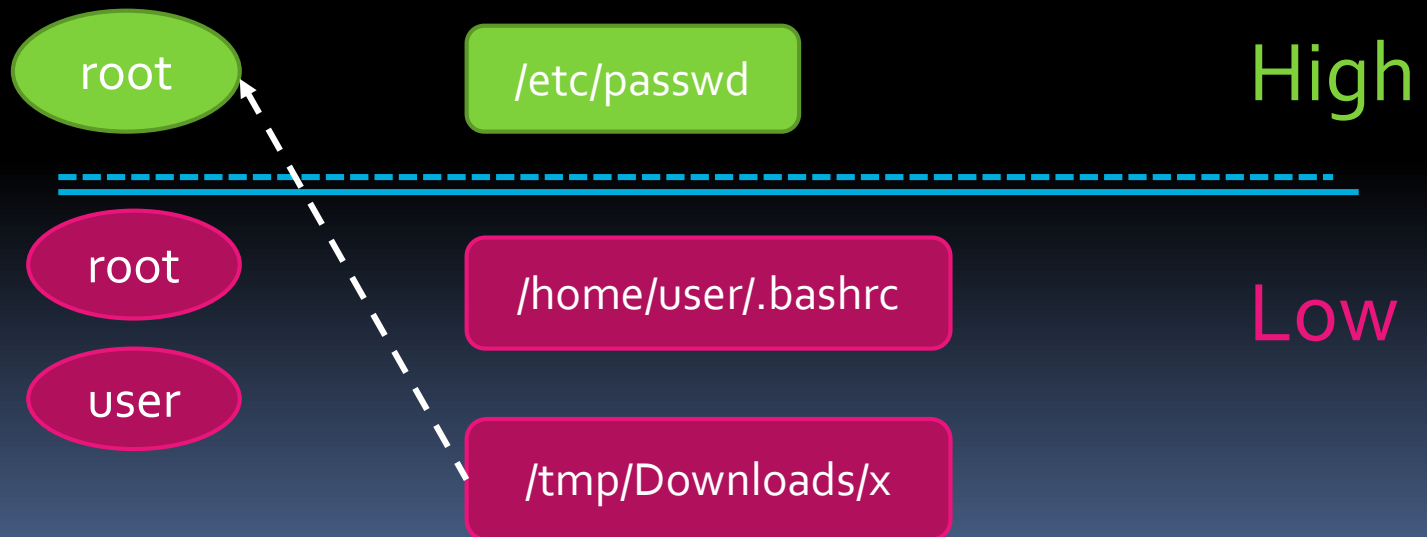 root
/etc/passwd
High
root
/home/user/.bashrc
Low
user
/tmp/Downloads/x